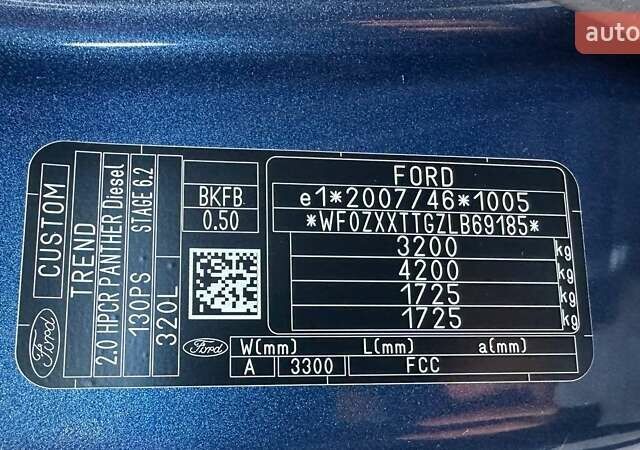 auto
CUSTOM
TREND
2.0 HPCR PANTHER Diesel
130PS STAGE 6.2
320L
Ford
BKFB
0.50
FORD
e1*2007/46*1005
*WF0ZXXTTGZLB69185*
3200 kg
4200 kg
1725 kg
1725 kg
Ford
W(mm) L(mm) a(mm)
A 3300 FCC